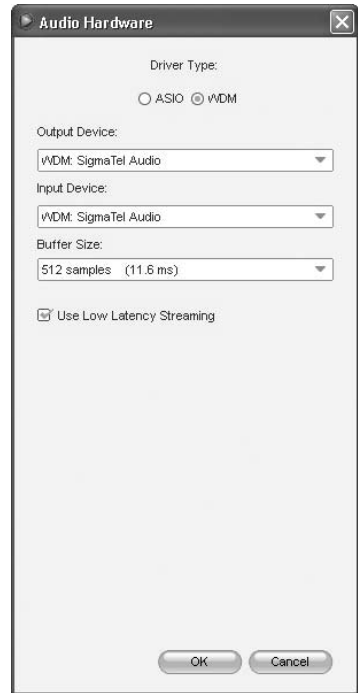 Audio Hardware
Driver Type:
ASIO WDM
Output Device:
WDM: SigmaTel Audio
Input Device:
WDM: SigmaTel Audio
Buffer Size:
512 samples (11.6 ms)
Use Low Latency Streaming
OK Cancel